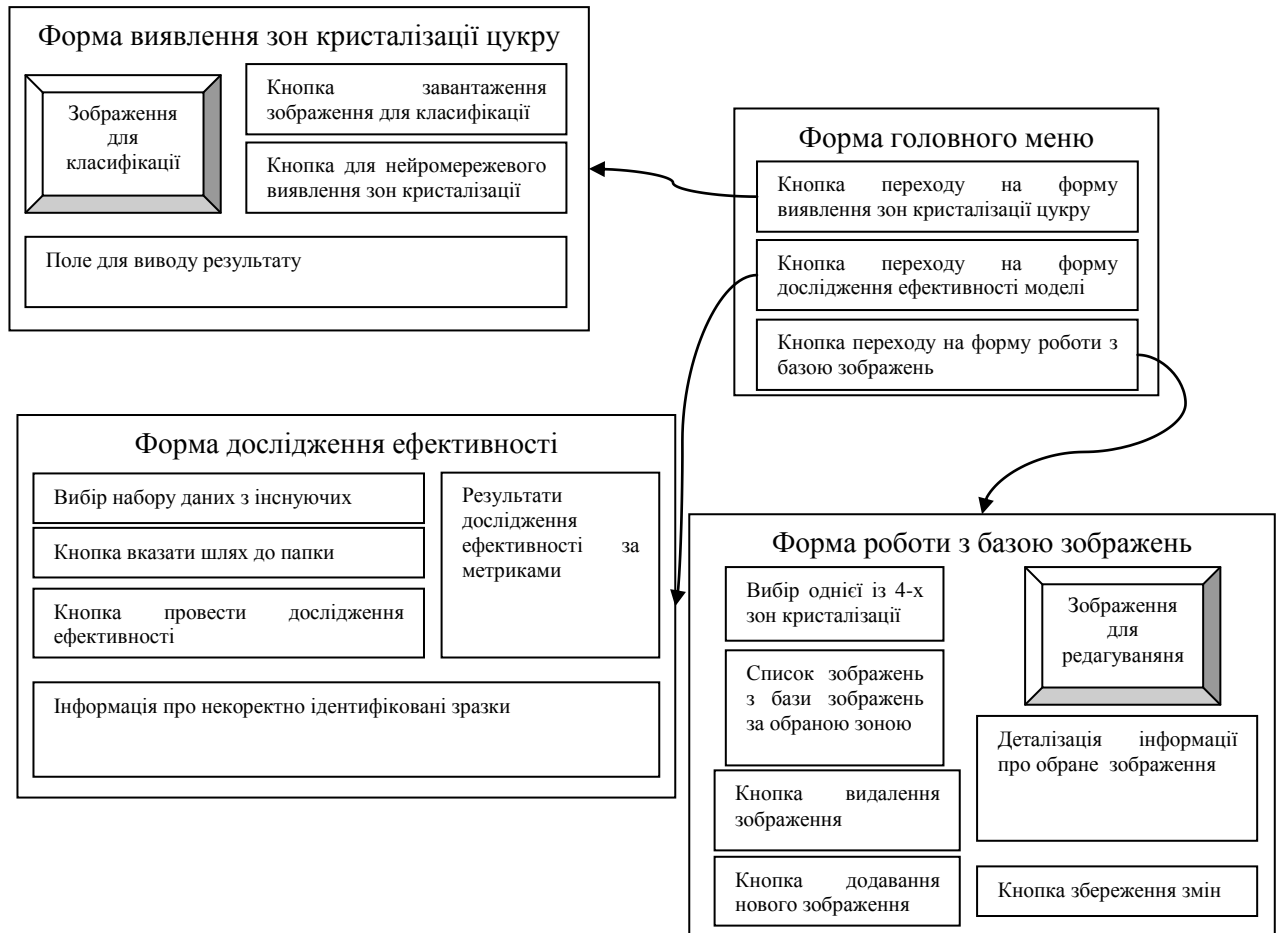 Форма виявлення зон кристалізації цукру
Зображення
для
класифікації
Кнопка завантаження
зображення для класифікації
Кнопка для нейромережевого
виявлення зон кристалізації
Поле для виводу результату
Форма головного меню
Кнопка переходу на форму
виявлення зон кристалізації цукру
Кнопка переходу на форму
дослідження ефективності моделі
Кнопка переходу на форму роботи з
базою зображень
Форма дослідження ефективності
Вибір набору даних з інснуючих
Кнопка вказати шлях до папки
Кнопка провести дослідження
ефективності
Результати
дослідження
ефективності за
метриками
Інформація про некоректно ідентифіковані зразки
Форма роботи з базою зображень
Вибір однієї із 4-х
зон кристалізації
Список зображень
з бази зображень
за обраною зоною
Кнопка видалення
зображення
Кнопка додавання
нового зображення
Зображення
для
редагуваняня
Деталізація інформації
про обране зображення
Кнопка збереження змін